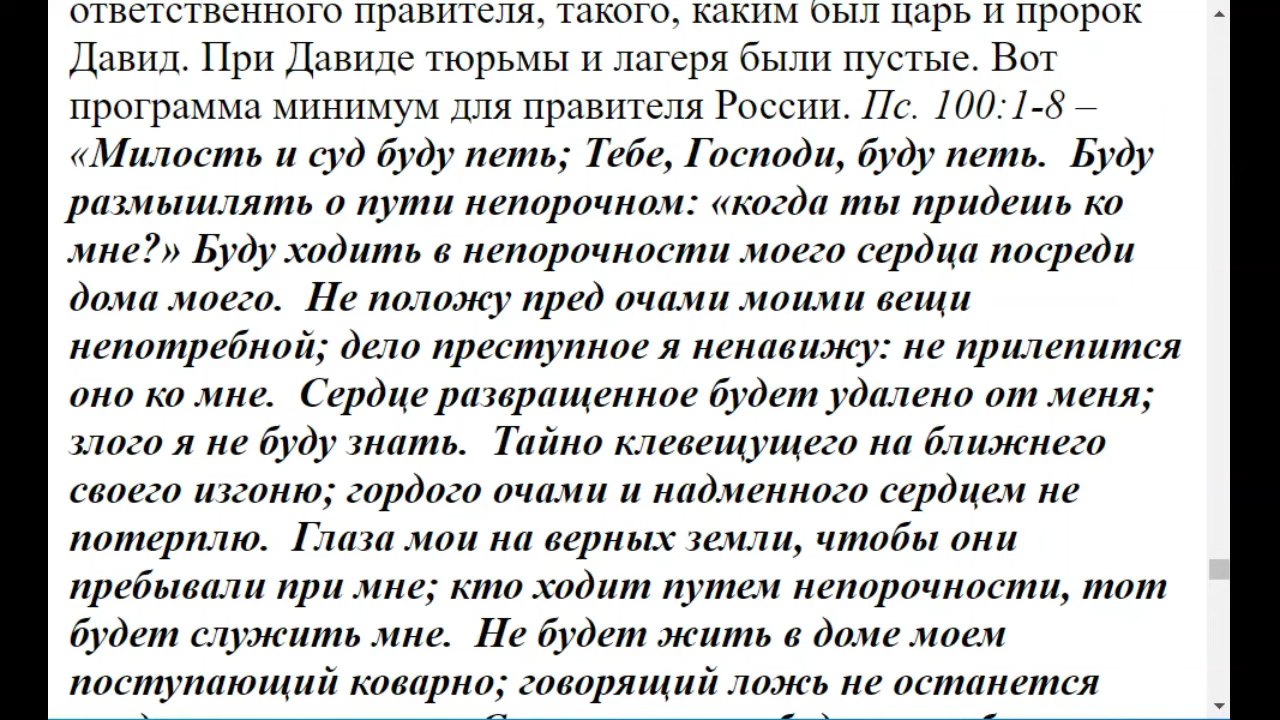 ответственного правителя, такого, каким был царь и пророк
Давид. При Давиде тюрьмы и лагеря были пустые. Вот
программа минимум для правителя России. Пс. 100:1-8 –
«Милость и суд буду петь; Тебе, Господи, буду петь.  Буду
размышлять о пути непорочном: «когда ты придешь ко
мне?» Буду ходить в непорочности моего сердца посреди
дома моего.  Не положу пред очами моими вещи
непотребной; дело преступное я ненавижу: не прилепится
оно ко мне.  Сердце развращенное будет удалено от меня;
злого я не буду знать.  Тайно клевещущего на ближнего
своего изгоню; гордого очами и надменного сердцем не
потерплю.  Глаза мои на верных земли, чтобы они
пребывали при мне; кто ходит путем непорочности, тот
будет служить мне.  Не будет жить в доме моем
поступающий коварно; говорящий ложь не останется